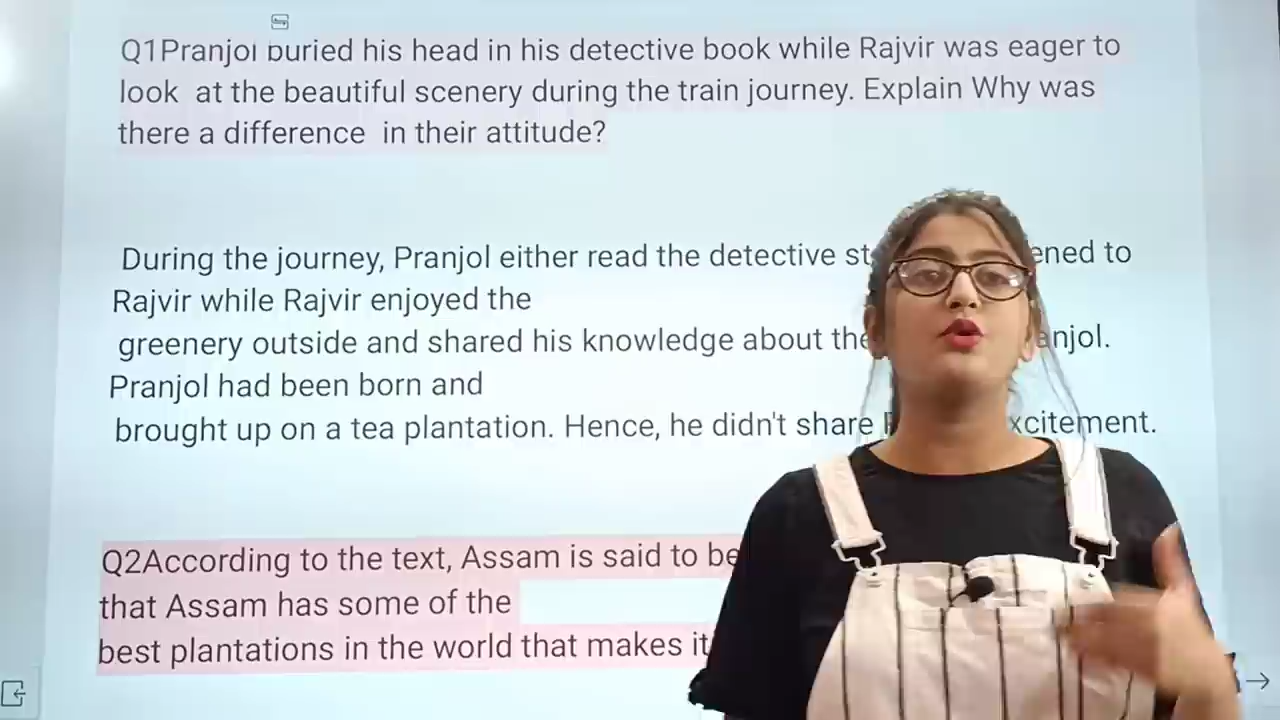 Q1Pranjol buried his head in his detective book while Rajvir was eager to
look at the beautiful scenery during the train journey. Explain Why was
there a difference in their attitude?
During the journey, Pranjol either read the detective ened to
Rajvir while Rajvir enjoyed the
greenery outside and shared his knowledge about anjol.
Pranjol had been born and
brought up on a tea plantation. Hence, he didn't share xcitement.
Q2According to the text, Assam is said to be
that Assam has some of the
best plantations in the world that makes it